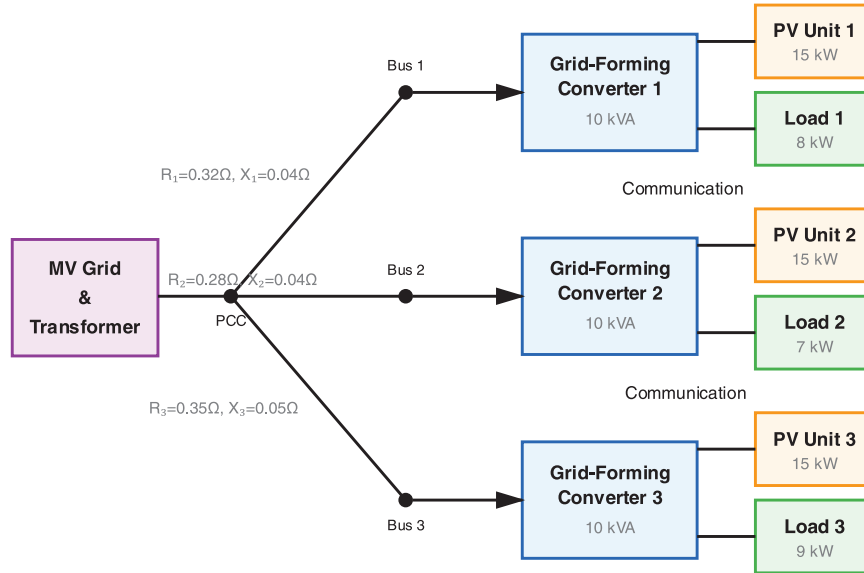 PV Unit 1
15 kW
Bus 1
Grid-Forming
Converter 1
10 kVA
Load 1
8 kW
R₁=0.32Ω, X₁=0.04Ω
Communication
PV Unit 2
15 kW
MV Grid
&
Transformer
R₂=0.28Ω, X₂=0.04Ω
PCC
Bus 2
Grid-Forming
Converter 2
10 kVA
Load 2
7 kW
R₃=0.35Ω, X₃=0.05Ω
Communication
PV Unit 3
15 kW
Grid-Forming
Converter 3
10 kVA
Bus 3
Load 3
9 kW